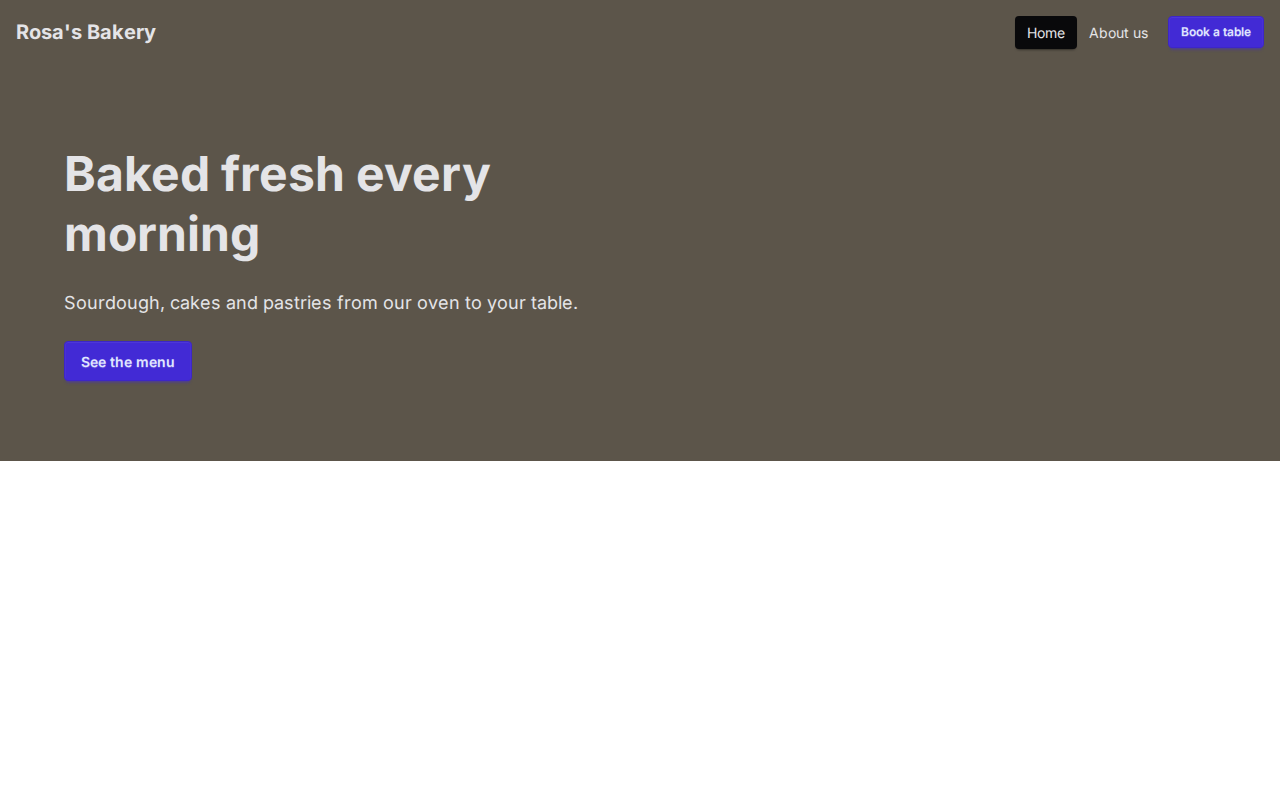 Rosa's Bakery
Home
About us
Book a table
Baked fresh every
morning
Sourdough, cakes and pastries from our oven to your table.
See the menu